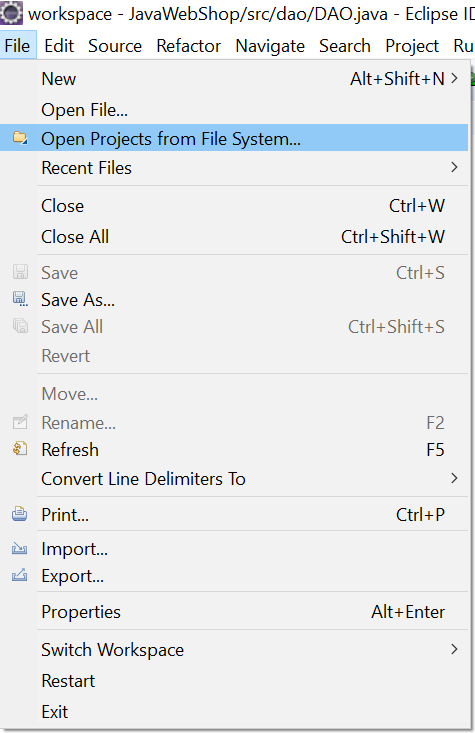 workspace - JavaWebShop/src/dao/DAO.java - Eclipse ID
File Edit Source Refactor Navigate Search Project Ru
New Alt+Shift+N
Open File...
Open Projects from File System...
Recent Files
Close Ctrl+W
Close All Ctrl+Shift+W
Save Ctrl+S
Save As...
Save All Ctrl+Shift+S
Revert
Move...
Rename... F2
Refresh F5
Convert Line Delimiters To
Print... Ctrl+P
Import...
Export...
Properties Alt+Enter
Switch Workspace
Restart
Exit